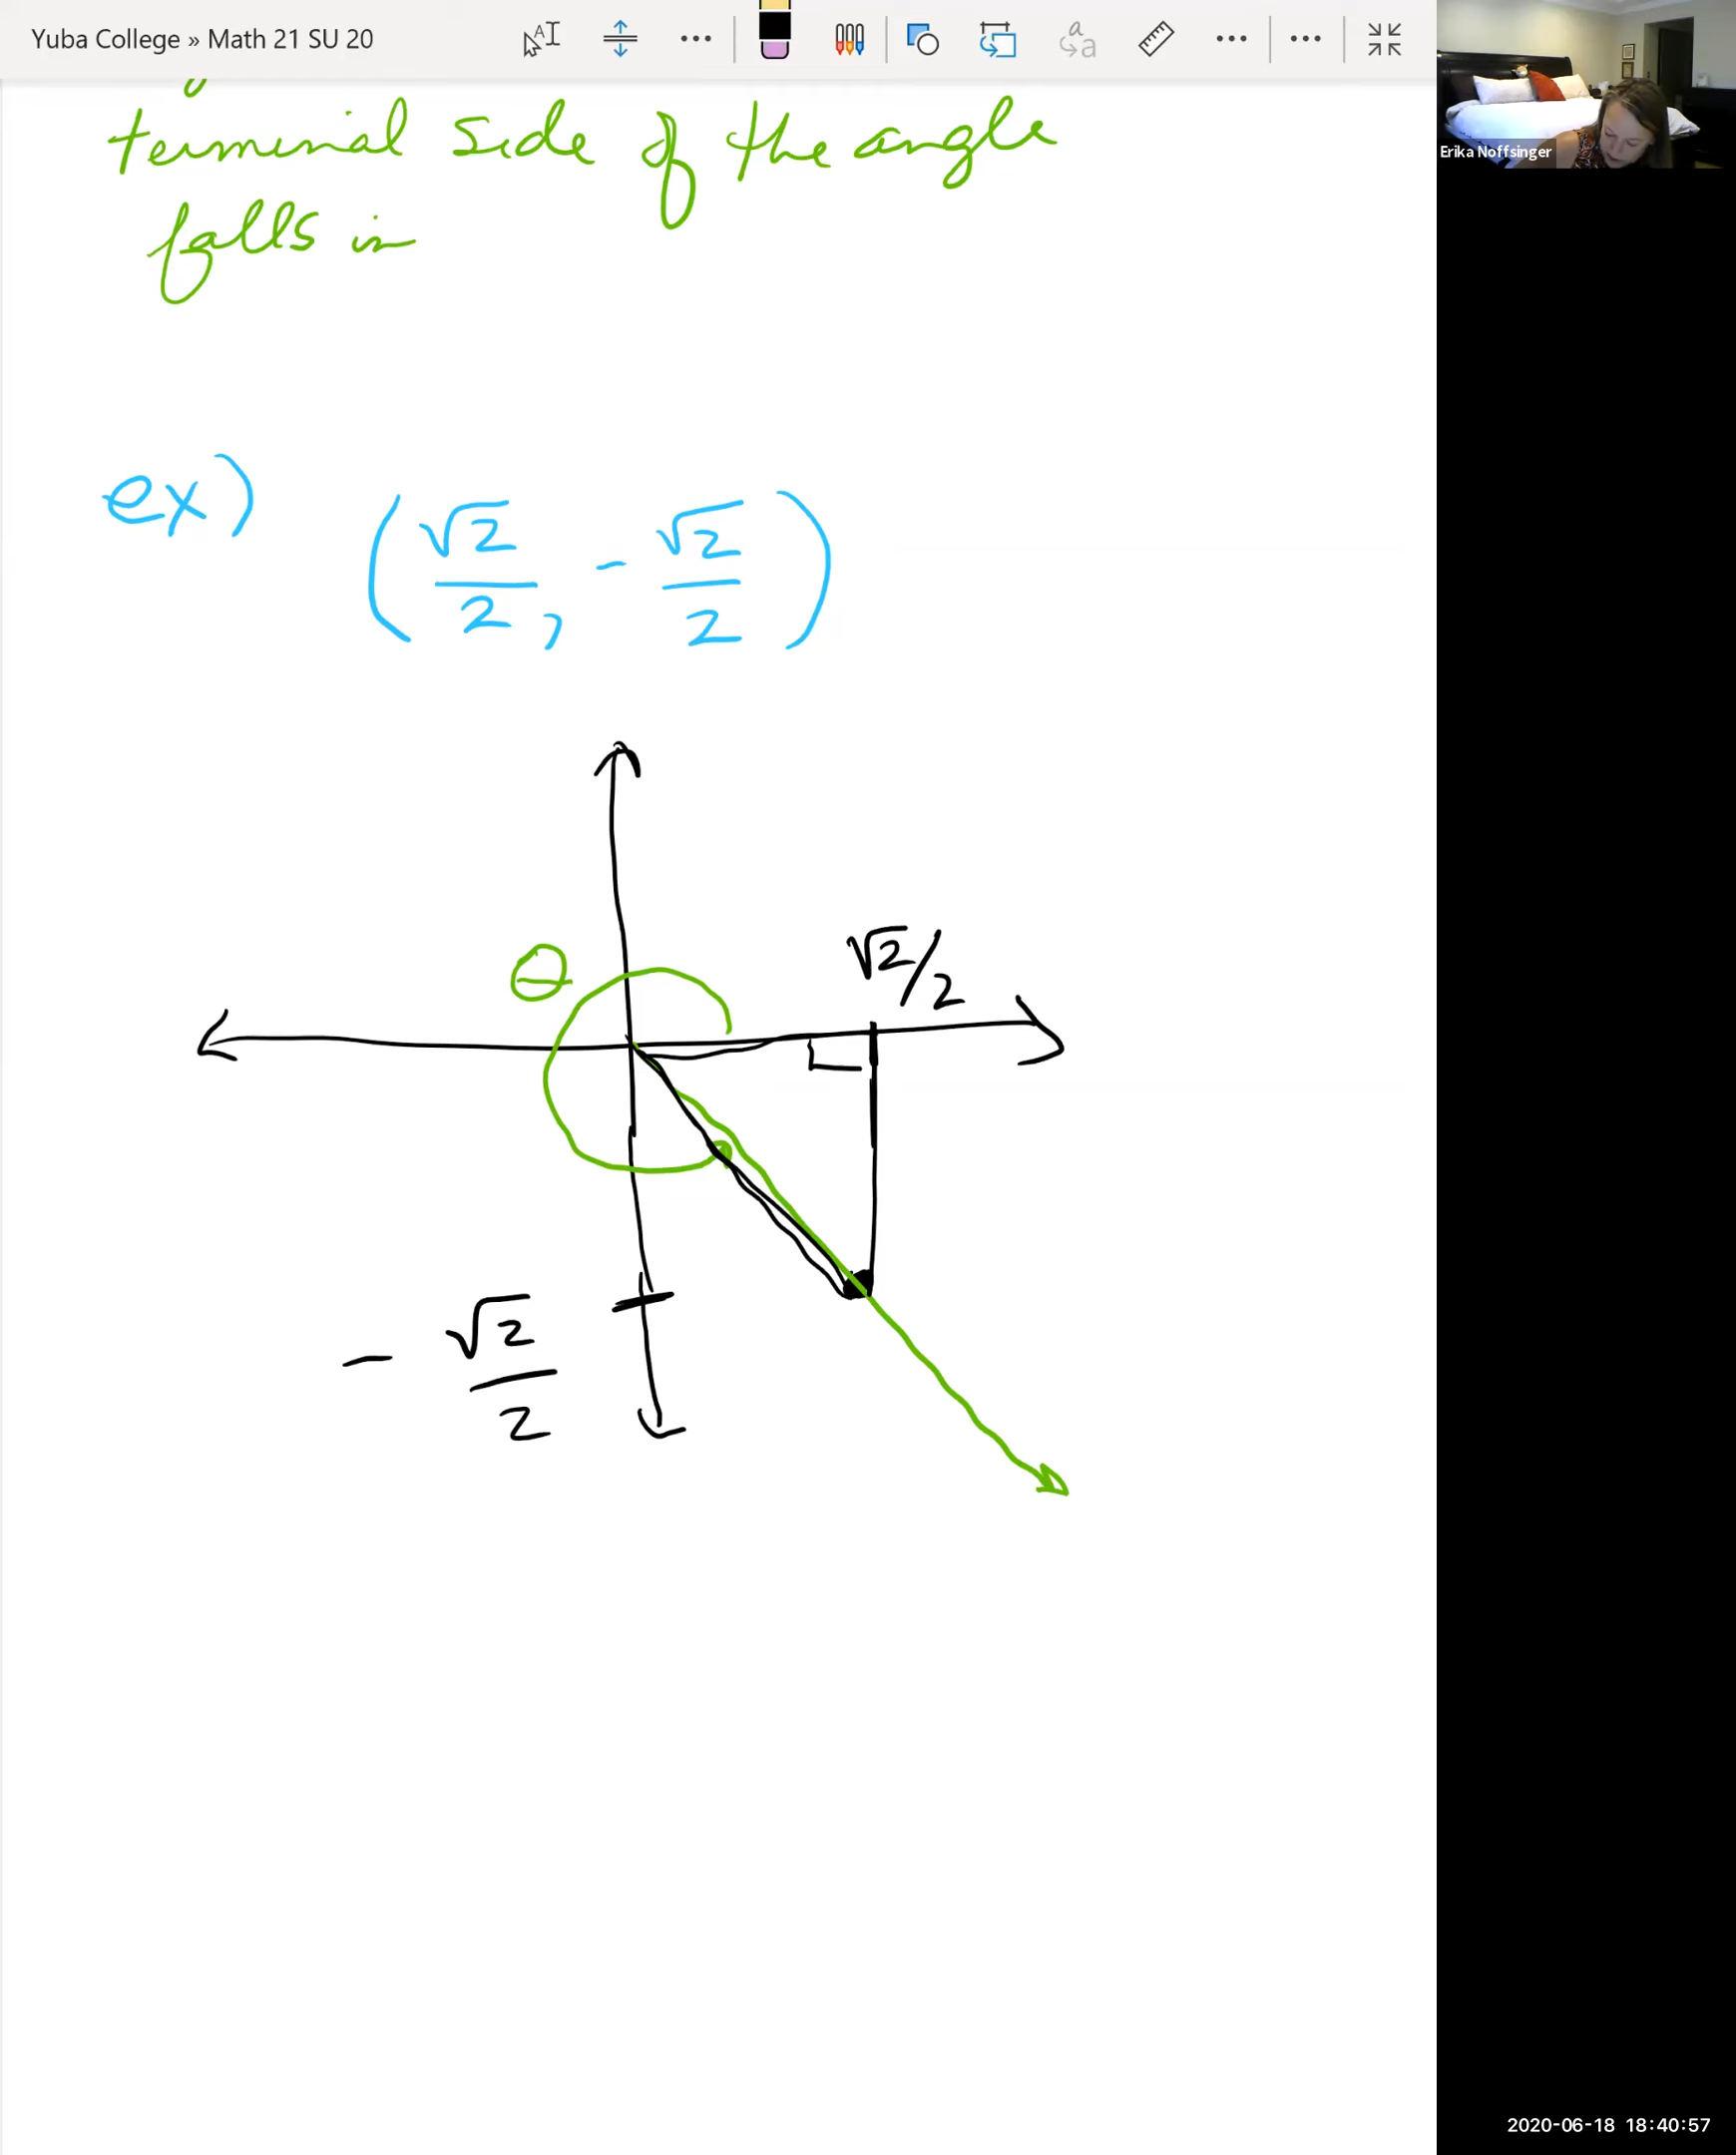 Yuba College » Math 21 SU 20
Erika Noffsinger
terminal side of the angle
falls in
ex) (√2/2, -√2/2)
θ
√2/2
- √2/2
2020-06-18 18:40:57